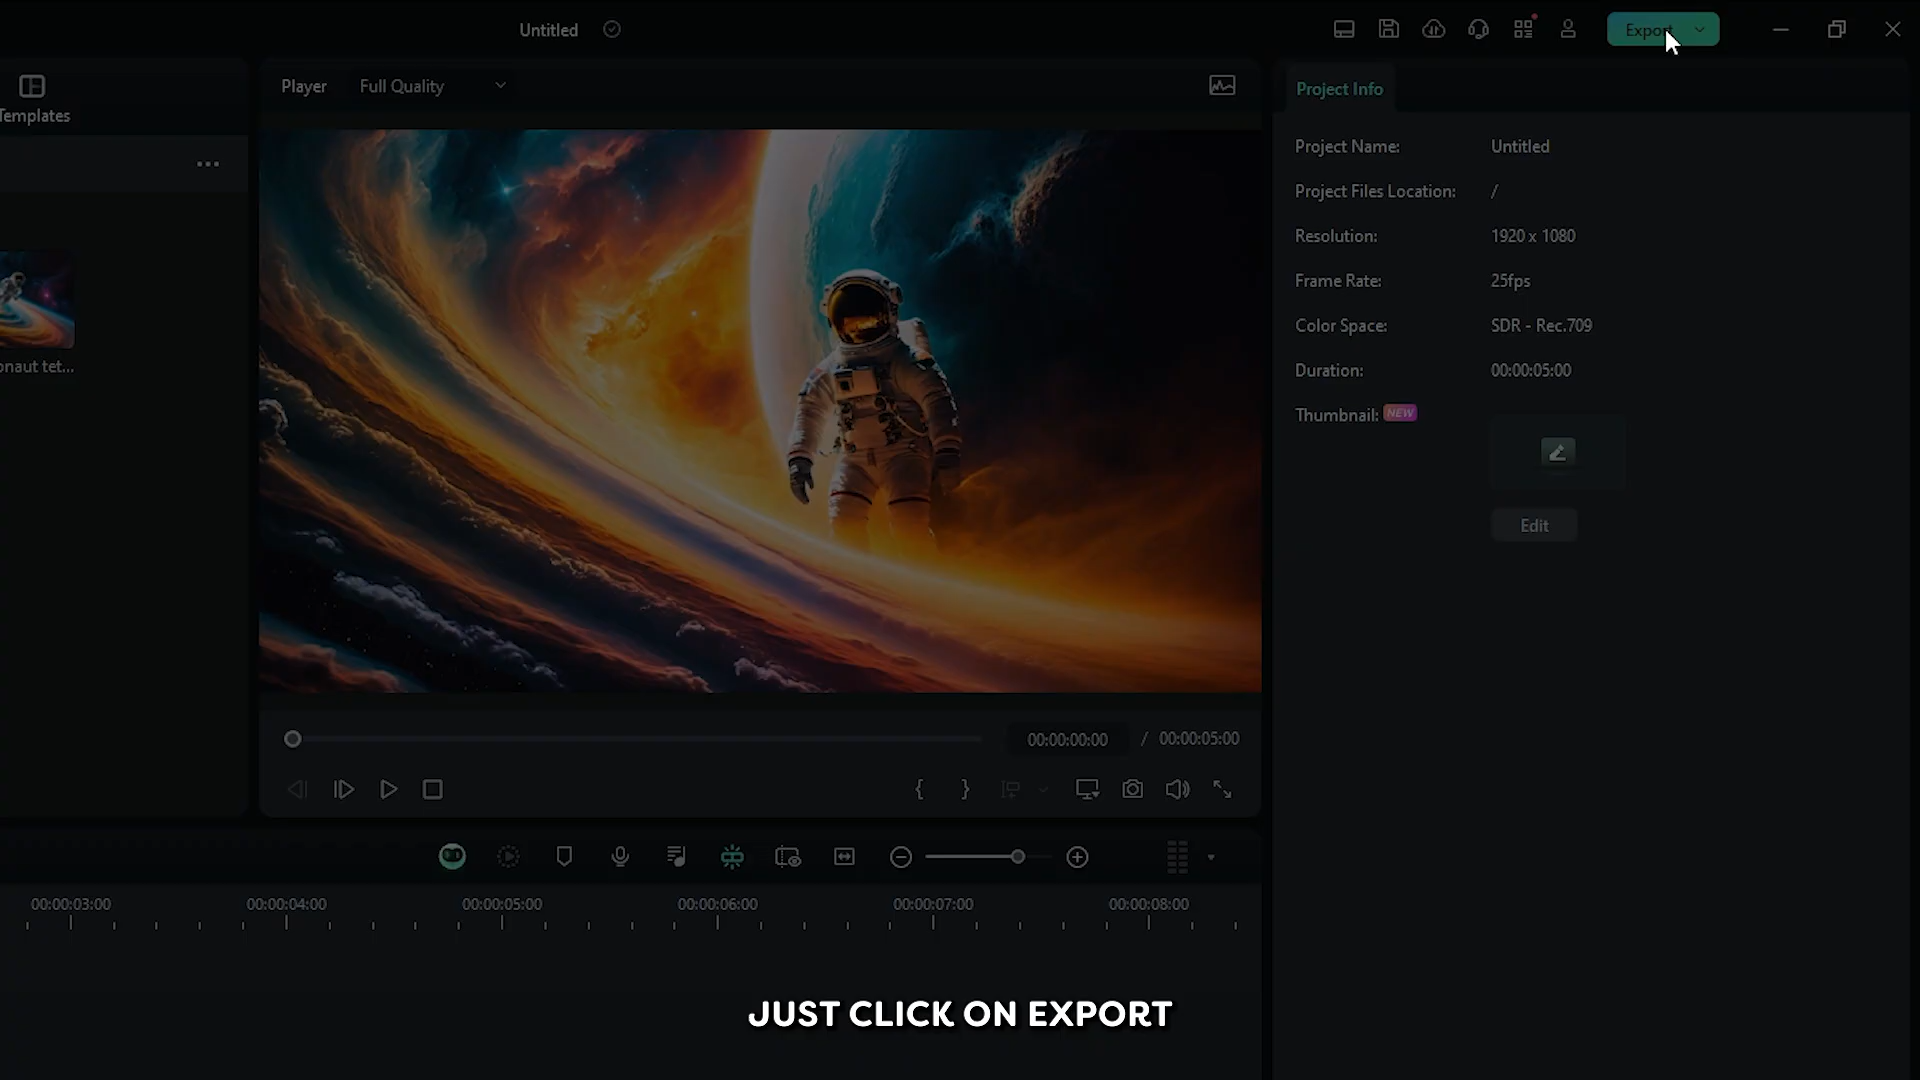 Untitled
Export
Templates
Player
Full Quality
Project Info
Project Name:
Untitled
Project Files Location:
/
Resolution:
1920 x 1080
Frame Rate:
25fps
Color Space:
SDR - Rec.709
Duration:
00:00:05:00
Thumbnail:
NEW
Edit
onaut tet...
00:00:00:00
/
00:00:05:00
{
}
00:00:03:00
00:00:04:00
00:00:05:00
00:00:06:00
00:00:07:00
00:00:08:00
JUST CLICK ON EXPORT